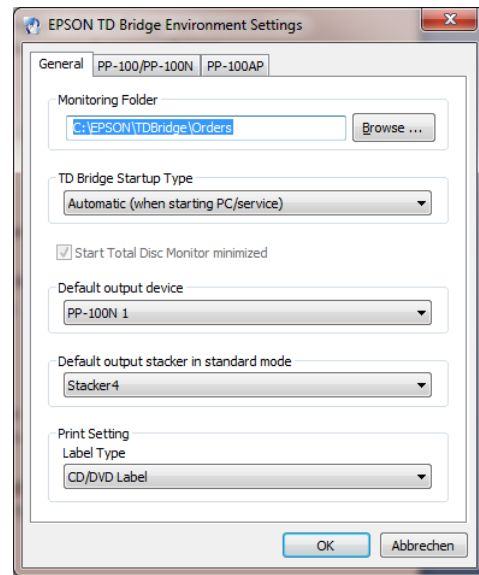 EPSON TD Bridge Environment Settings
General PP-100/PP-100N PP-100AP
Monitoring Folder
C:\EPSON\TDBridge\Orders Browse ...
TD Bridge Startup Type
Automatic (when starting PC/service)
Start Total Disc Monitor minimized
Default output device
PP-100N 1
Default output stacker in standard mode
Stacker4
Print Setting
Label Type
CD/DVD Label
OK Abbrechen